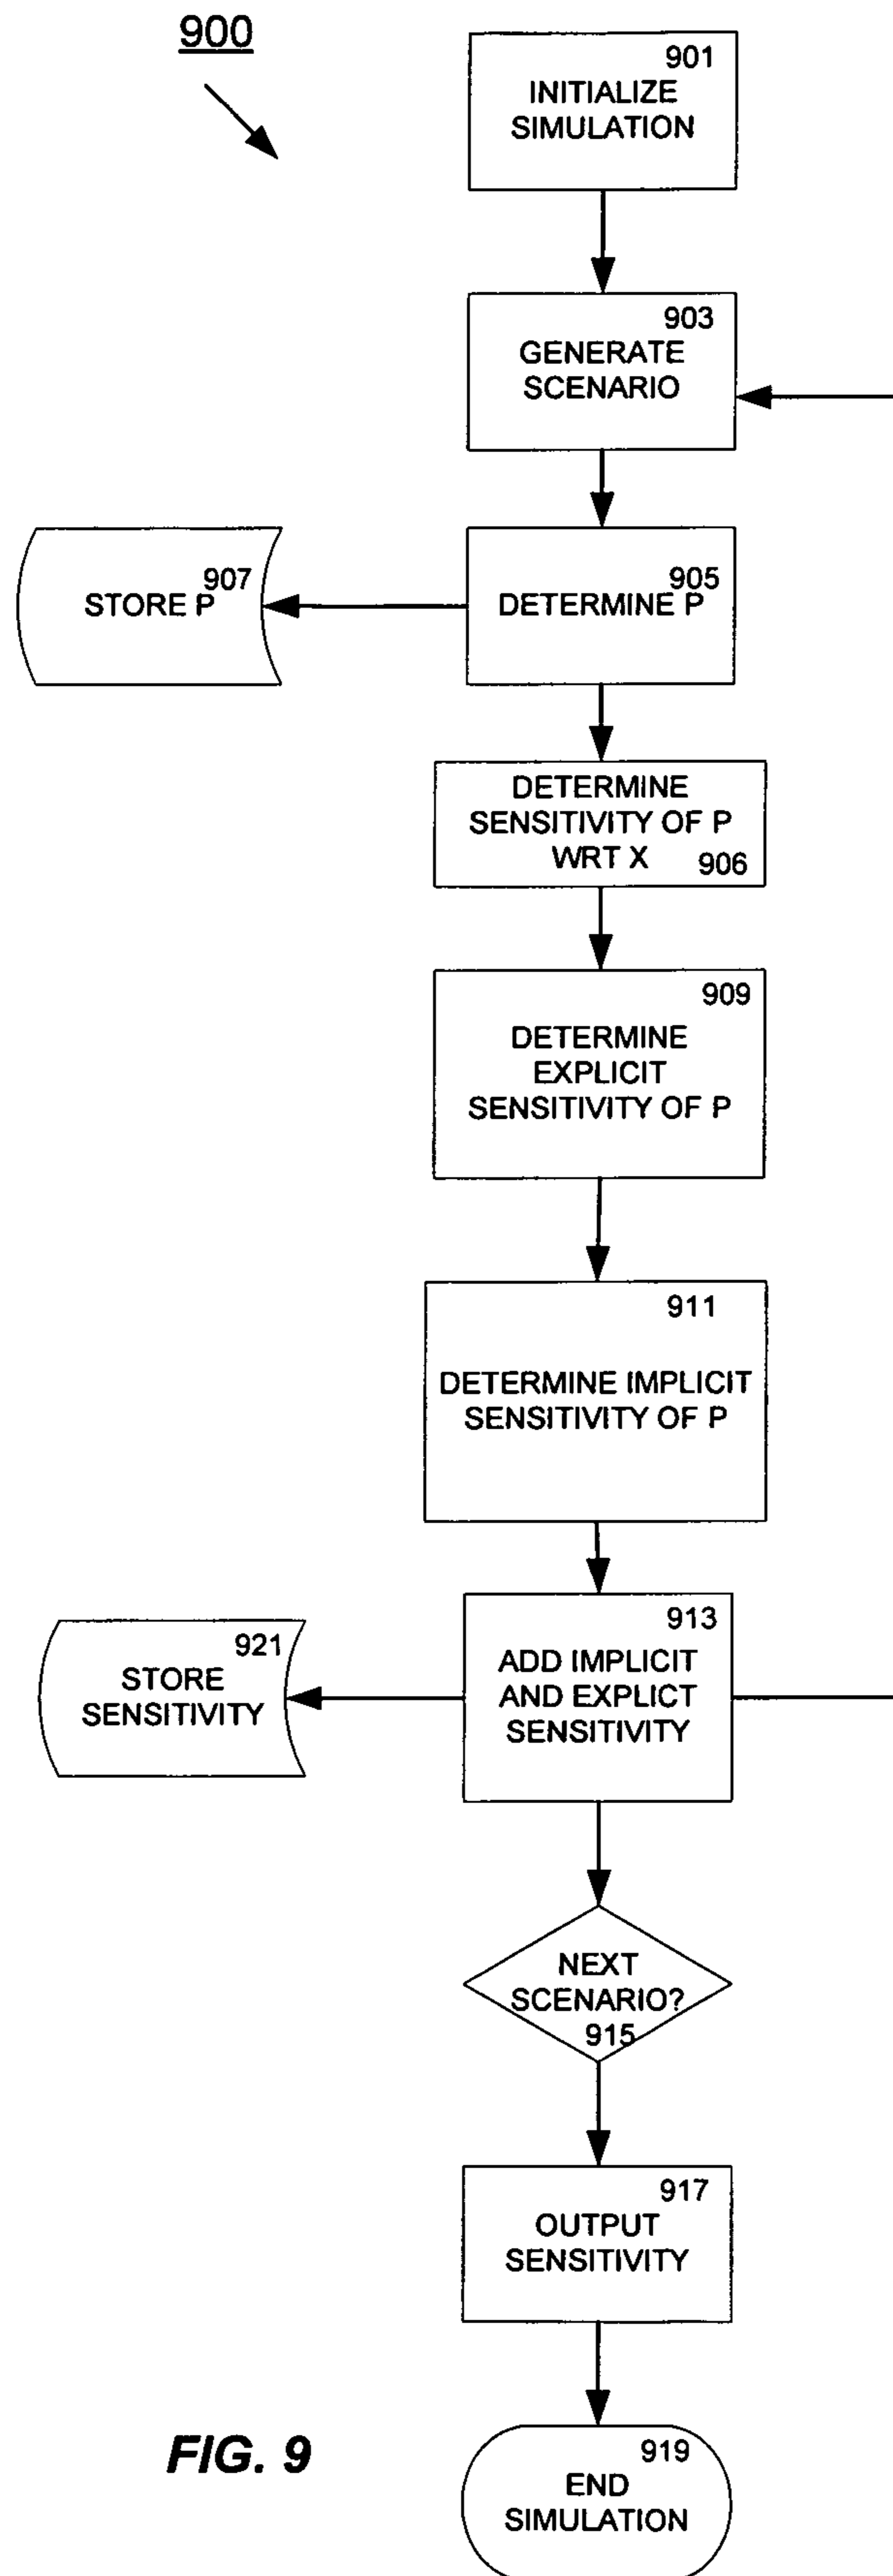 900
901
INITIALIZE
SIMULATION
903
GENERATE
SCENARIO
907
STORE P
905
DETERMINE P
DETERMINE
SENSITIVITY OF P
WRT X
906
909
DETERMINE
EXPLICIT
SENSITIVITY OF P
911
DETERMINE IMPLICIT
SENSITIVITY OF P
921
STORE
SENSITIVITY
913
ADD IMPLICIT
AND EXPLICT
SENSITIVITY
NEXT
SCENARIO?
915
917
OUTPUT
SENSITIVITY
FIG. 9
919
END
SIMULATION